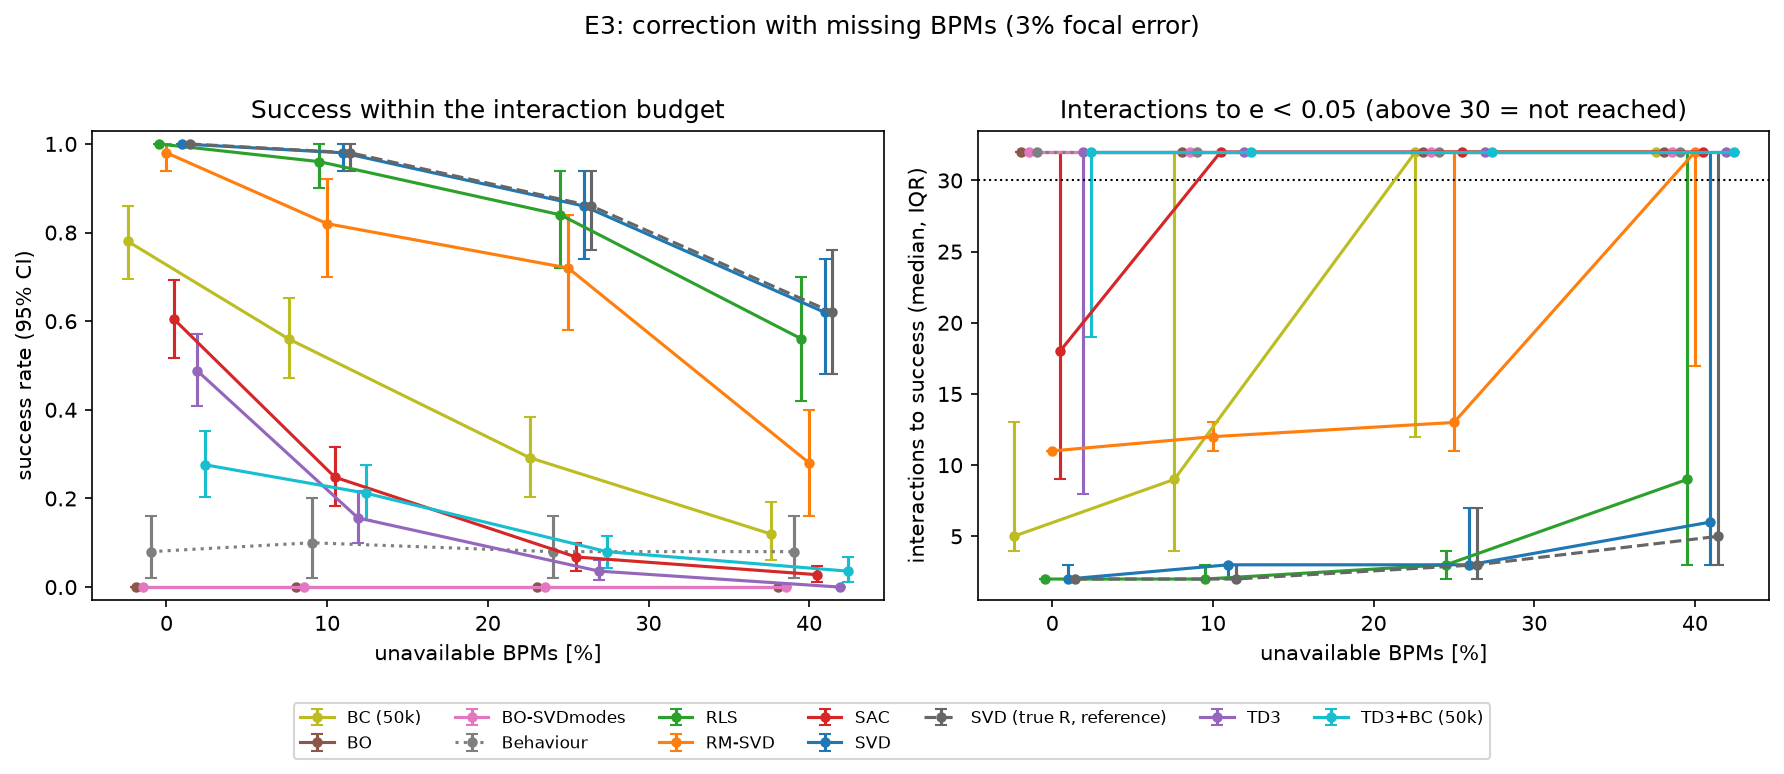 E3: correction with missing BPMs (3% focal error)
Success within the interaction budget
success rate (95% CI)
1.0
0.8
0.6
0.4
0.2
0.0
0 10 20 30 40
unavailable BPMs [%]
Interactions to e < 0.05 (above 30 = not reached)
interactions to success (median, IQR)
30
25
20
15
10
5
0 10 20 30 40
unavailable BPMs [%]
BC (50k) BO-SVDmodes RLS SAC SVD (true R, reference) TD3 TD3+BC (50k)
BO Behaviour RM-SVD SVD